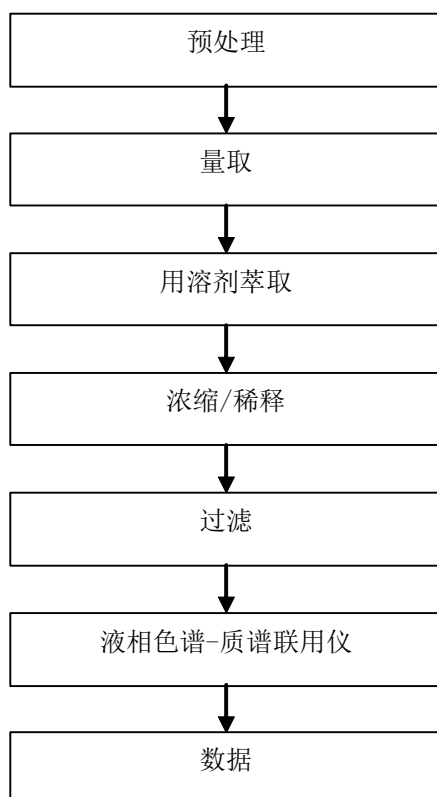 预处理
量取
用溶剂萃取
浓缩/稀释
过滤
液相色谱-质谱联用仪
数据